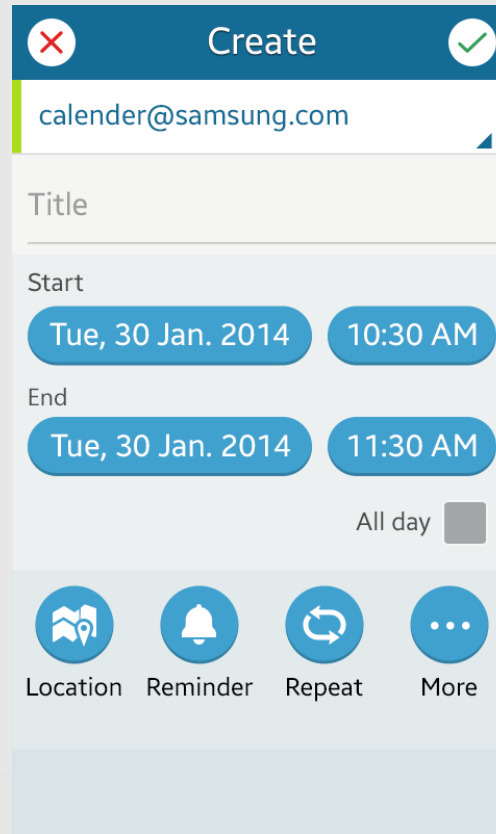 Create
calender@samsung.com
Title
Start
Tue, 30 Jan. 2014 10:30 AM
End
Tue, 30 Jan. 2014 11:30 AM
All day
Location Reminder Repeat More